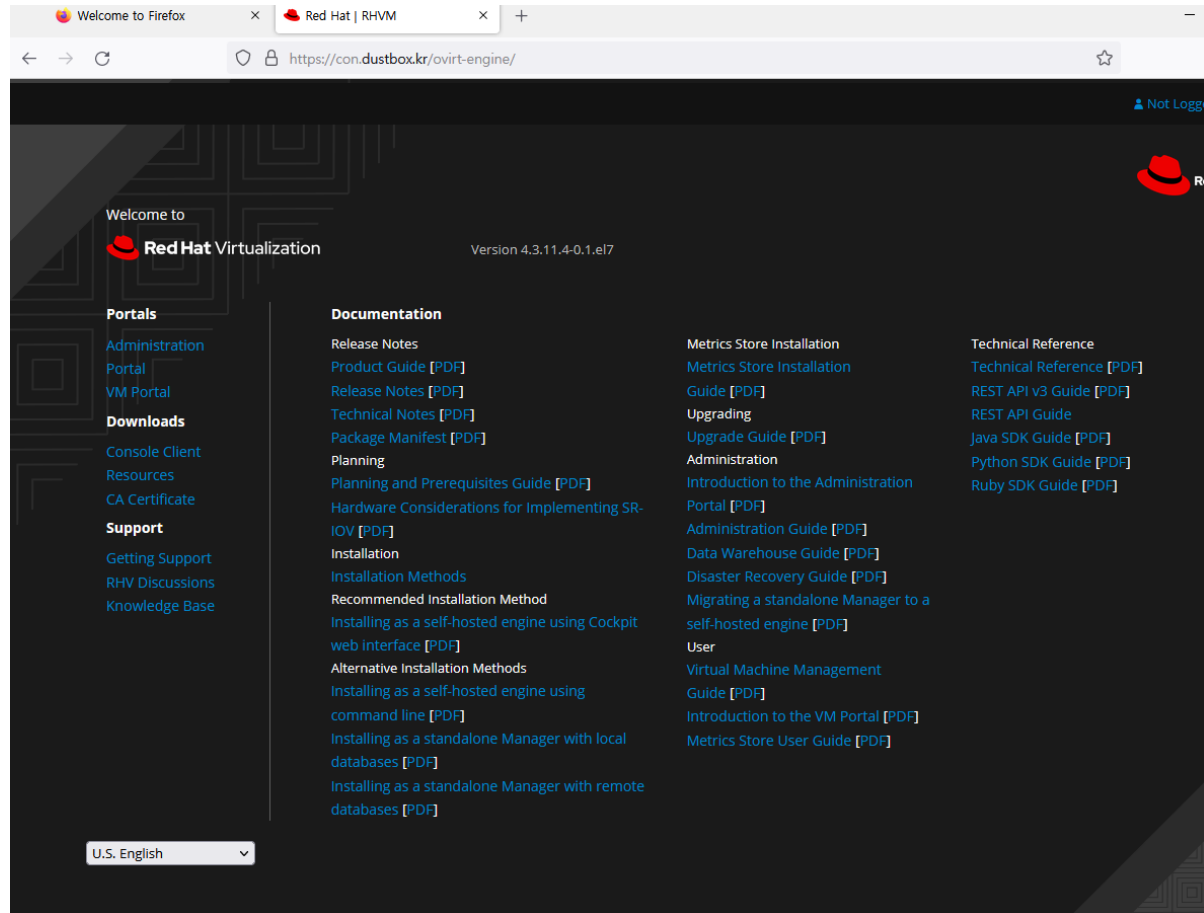 Welcome to Firefox
Red Hat | RHVM
https://con.dustbox.kr/ovirt-engine/
Not Logge
Welcome to
Red Hat Virtualization
Version 4.3.11.4-0.1.el7
Portals
Administration
Portal
VM Portal
Downloads
Console Client
Resources
CA Certificate
Support
Getting Support
RHV Discussions
Knowledge Base
Documentation
Release Notes
Product Guide [PDF]
Release Notes [PDF]
Technical Notes [PDF]
Package Manifest [PDF]
Planning
Planning and Prerequisites Guide [PDF]
Hardware Considerations for Implementing SR-
IOV [PDF]
Installation
Installation Methods
Recommended Installation Method
Installing as a self-hosted engine using Cockpit
web interface [PDF]
Alternative Installation Methods
Installing as a self-hosted engine using
command line [PDF]
Installing as a standalone Manager with local
databases [PDF]
Installing as a standalone Manager with remote
databases [PDF]
Metrics Store Installation
Metrics Store Installation
Guide [PDF]
Upgrading
Upgrade Guide [PDF]
Administration
Introduction to the Administration
Portal [PDF]
Administration Guide [PDF]
Data Warehouse Guide [PDF]
Disaster Recovery Guide [PDF]
Migrating a standalone Manager to a
self-hosted engine [PDF]
User
Virtual Machine Management
Guide [PDF]
Introduction to the VM Portal [PDF]
Metrics Store User Guide [PDF]
Technical Reference
Technical Reference [PDF]
REST API v3 Guide [PDF]
REST API Guide
Java SDK Guide [PDF]
Python SDK Guide [PDF]
Ruby SDK Guide [PDF]
U.S. English